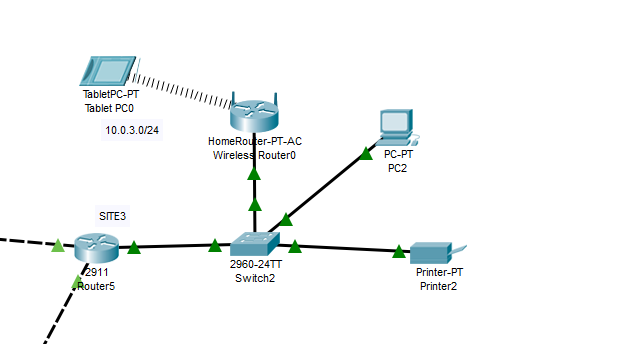 TabletPC-PT
Tablet PC0
10.0.3.0/24
HomeRouter-PT-AC
Wireless Router0
PC-PT
PC2
SITE3
2911
Router5
2960-24TT
Switch2
Printer-PT
Printer2